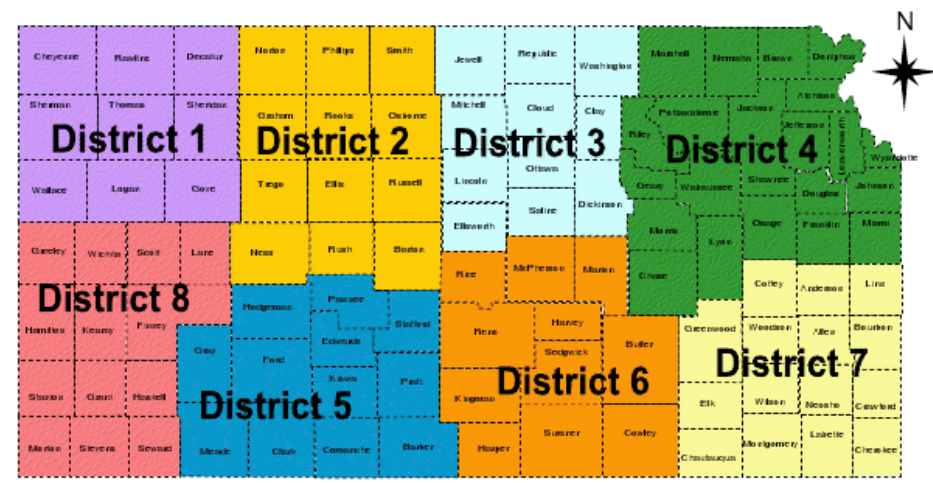 N
Cheyenne Rawlins Decatur Norton Phillips Smith Jewell Republic Washington Marshall Nemaha Brown Doniphan
Sherman Thomas Sheridan Graham Rooks Osborne Mitchell Cloud Clay Riley Pottawatomie Jackson Atchison
Jefferson Leavenworth Wyandotte
District 1 District 2 District 3 District 4
Wallace Logan Gove Trego Ellis Russell Lincoln Ottawa Saline Dickinson Geary Wabaunsee Shawnee Douglas Johnson
Ellsworth Morris Lyon Osage Franklin Miami
Greeley Wichita Scott Lane Ness Rush Barton Rice McPherson Marion Chase Coffey Anderson Linn
District 8
Hodgeman Pawnee Stafford
Hamilton Kearny Finney Gray Ford Edwards Reno Harvey Sedgwick Butler Greenwood Woodson Allen Bourbon
District 7
Stanton Grant Haskell Kiowa Pratt Kingman Elk Wilson Neosho Crawford
District 5 District 6
Morton Stevens Seward Meade Clark Comanche Barber Harper Sumner Cowley Chautauqua Montgomery Labette Cherokee